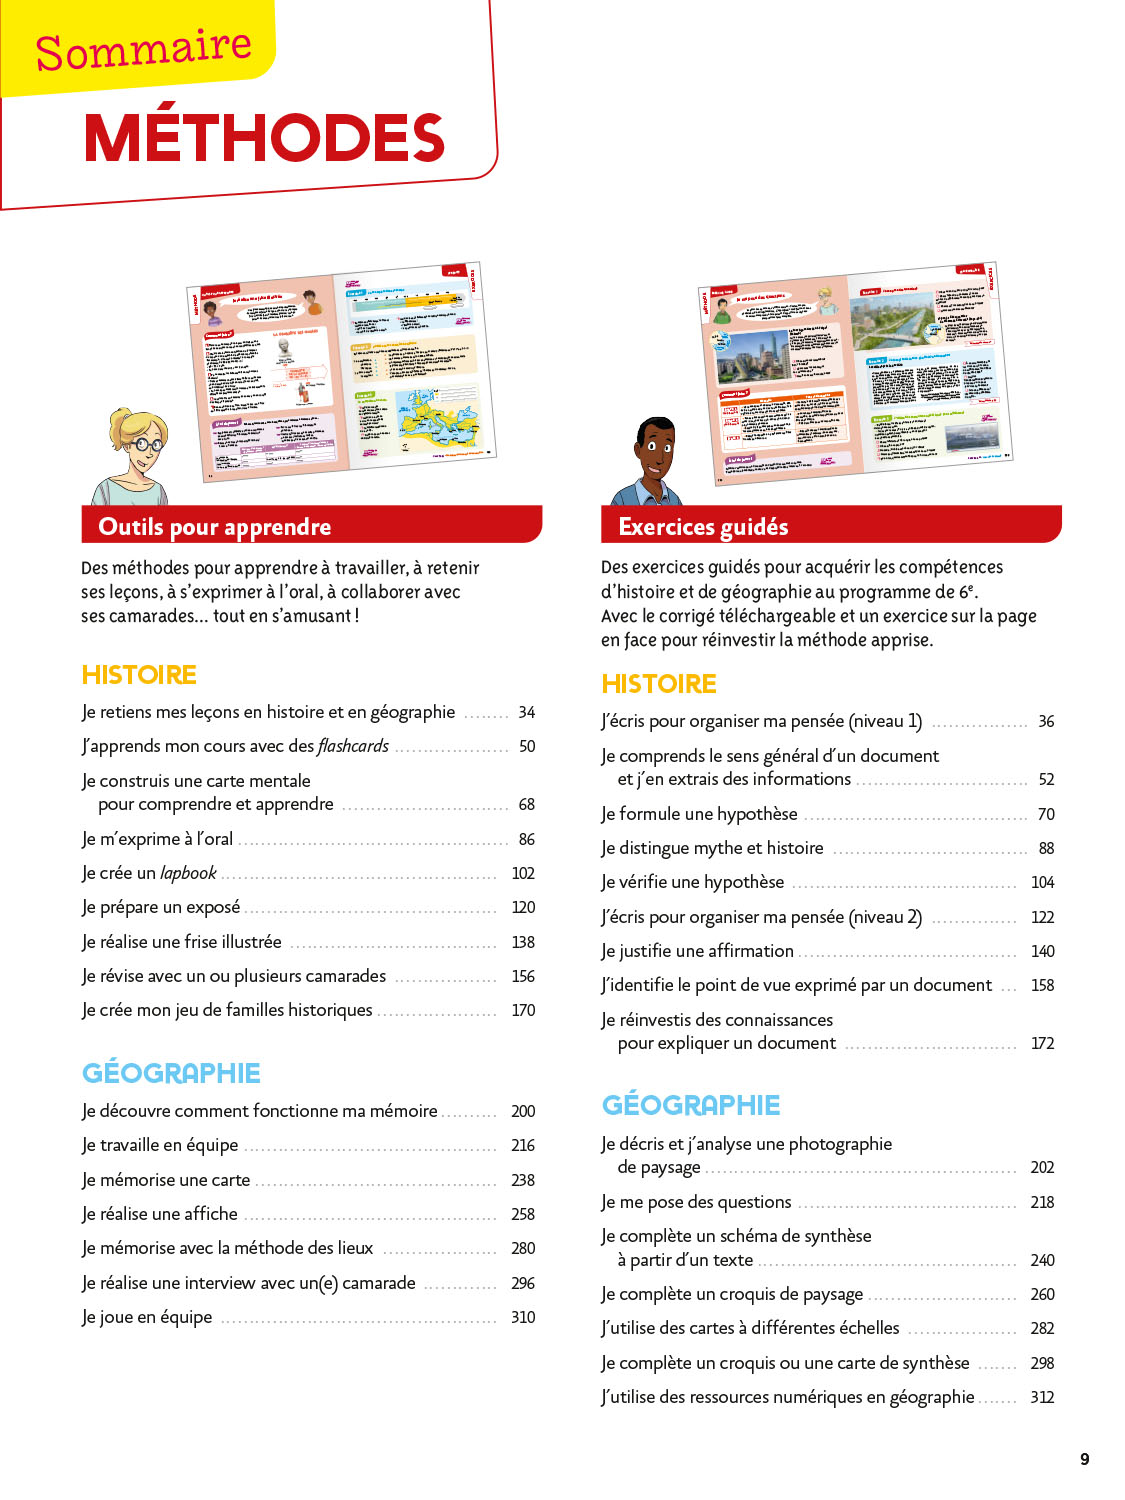 Sommaire
MÉTHODES
Outils pour apprendre
Des méthodes pour apprendre à travailler, à retenir
ses leçons, à s'exprimer à l'oral, à collaborer avec
ses camarades... tout en s'amusant !
HISTOIRE
Je retiens mes leçons en histoire et en géographie ........ 34
J'apprends mon cours avec des flashcards .................... 50
Je construis une carte mentale
pour comprendre et apprendre ............................. 68
Je m'exprime à l'oral ............................................... 86
Je crée un lapbook ................................................ 102
Je prépare un exposé ............................................ 120
Je réalise une frise illustrée .................................... 138
Je révise avec un ou plusieurs camarades .................. 156
Je crée mon jeu de familles historiques ..................... 170
GÉOGRAPHIE
Je découvre comment fonctionne ma mémoire .......... 200
Je travaille en équipe ............................................ 216
Je mémorise une carte .......................................... 238
Je réalise une affiche ............................................ 258
Je mémorise avec la méthode des lieux .................... 280
Je réalise une interview avec un(e) camarade ............. 296
Je joue en équipe ................................................ 310
Exercices guidés
Des exercices guidés pour acquérir les compétences
d'histoire et de géographie au programme de 6e.
Avec le corrigé téléchargeable et un exercice sur la page
en face pour réinvestir la méthode apprise.
HISTOIRE
J'écris pour organiser ma pensée (niveau 1) ................. 36
Je comprends le sens général d'un document
et j'en extrais des informations .............................. 52
Je formule une hypothèse ....................................... 70
Je distingue mythe et histoire .................................. 88
Je vérifie une hypothèse ....................................... 104
J'écris pour organiser ma pensée (niveau 2) ............... 122
Je justifie une affirmation ...................................... 140
J'identifie le point de vue exprimé par un document ... 158
Je réinvestis des connaissances
pour expliquer un document .............................. 172
GÉOGRAPHIE
Je décris et j'analyse une photographie
de paysage ...................................................... 202
Je me pose des questions ...................................... 218
Je complète un schéma de synthèse
à partir d'un texte ............................................. 240
Je complète un croquis de paysage .......................... 260
J'utilise des cartes à différentes échelles ................... 282
Je complète un croquis ou une carte de synthèse ....... 298
J'utilise des ressources numériques en géographie ....... 312
9